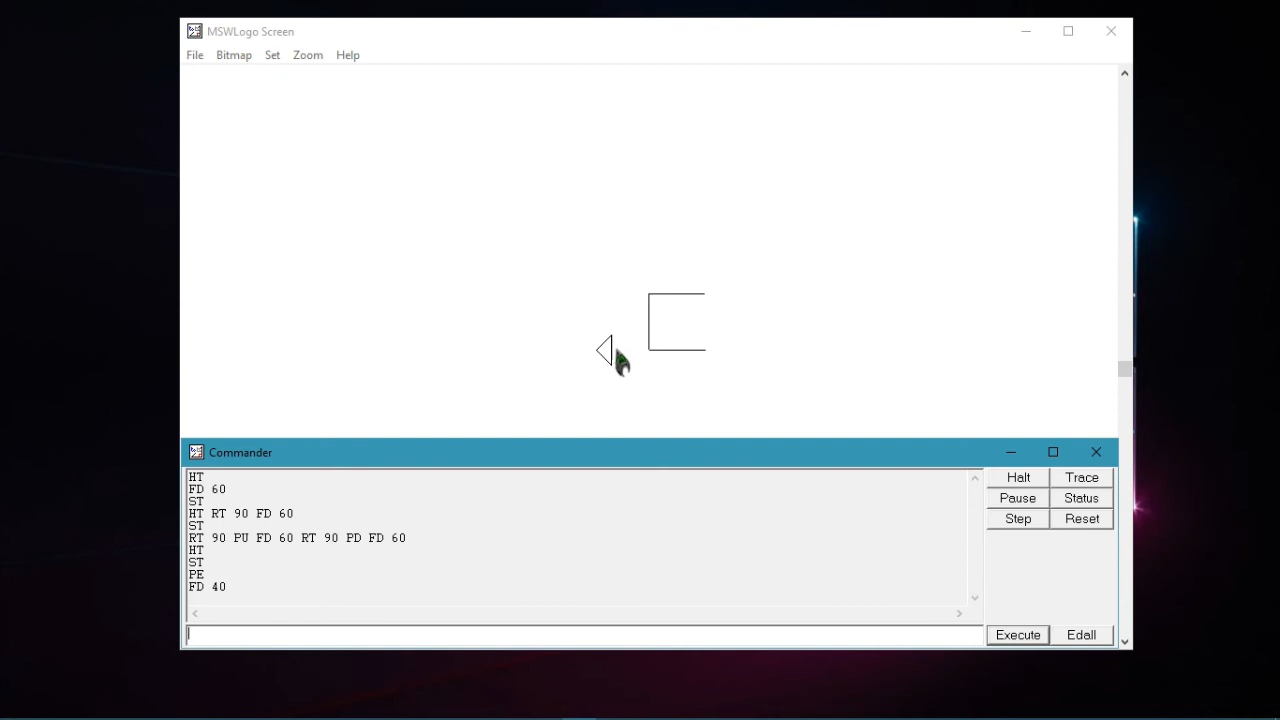 MSWLogo Screen
File Bitmap Set Zoom Help
Commander
HT
FD 60
ST
HT RT 90 FD 60
ST
RT 90 PU FD 60 RT 90 PD FD 60
HT
ST
PE
FD 40
Halt Trace
Pause Status
Step Reset
Execute Edall